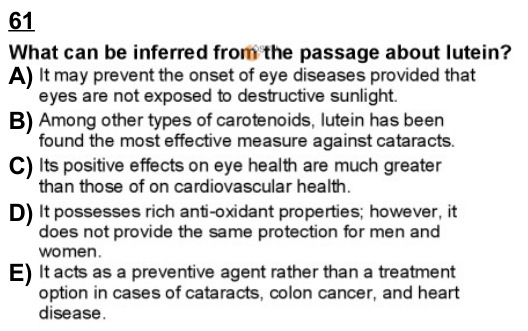 61
What can be inferred from the passage about lutein?
A) It may prevent the onset of eye diseases provided that
eyes are not exposed to destructive sunlight.
B) Among other types of carotenoids, lutein has been
found the most effective measure against cataracts.
C) Its positive effects on eye health are much greater
than those of on cardiovascular health.
D) It possesses rich anti-oxidant properties; however, it
does not provide the same protection for men and
women.
E) It acts as a preventive agent rather than a treatment
option in cases of cataracts, colon cancer, and heart
disease.